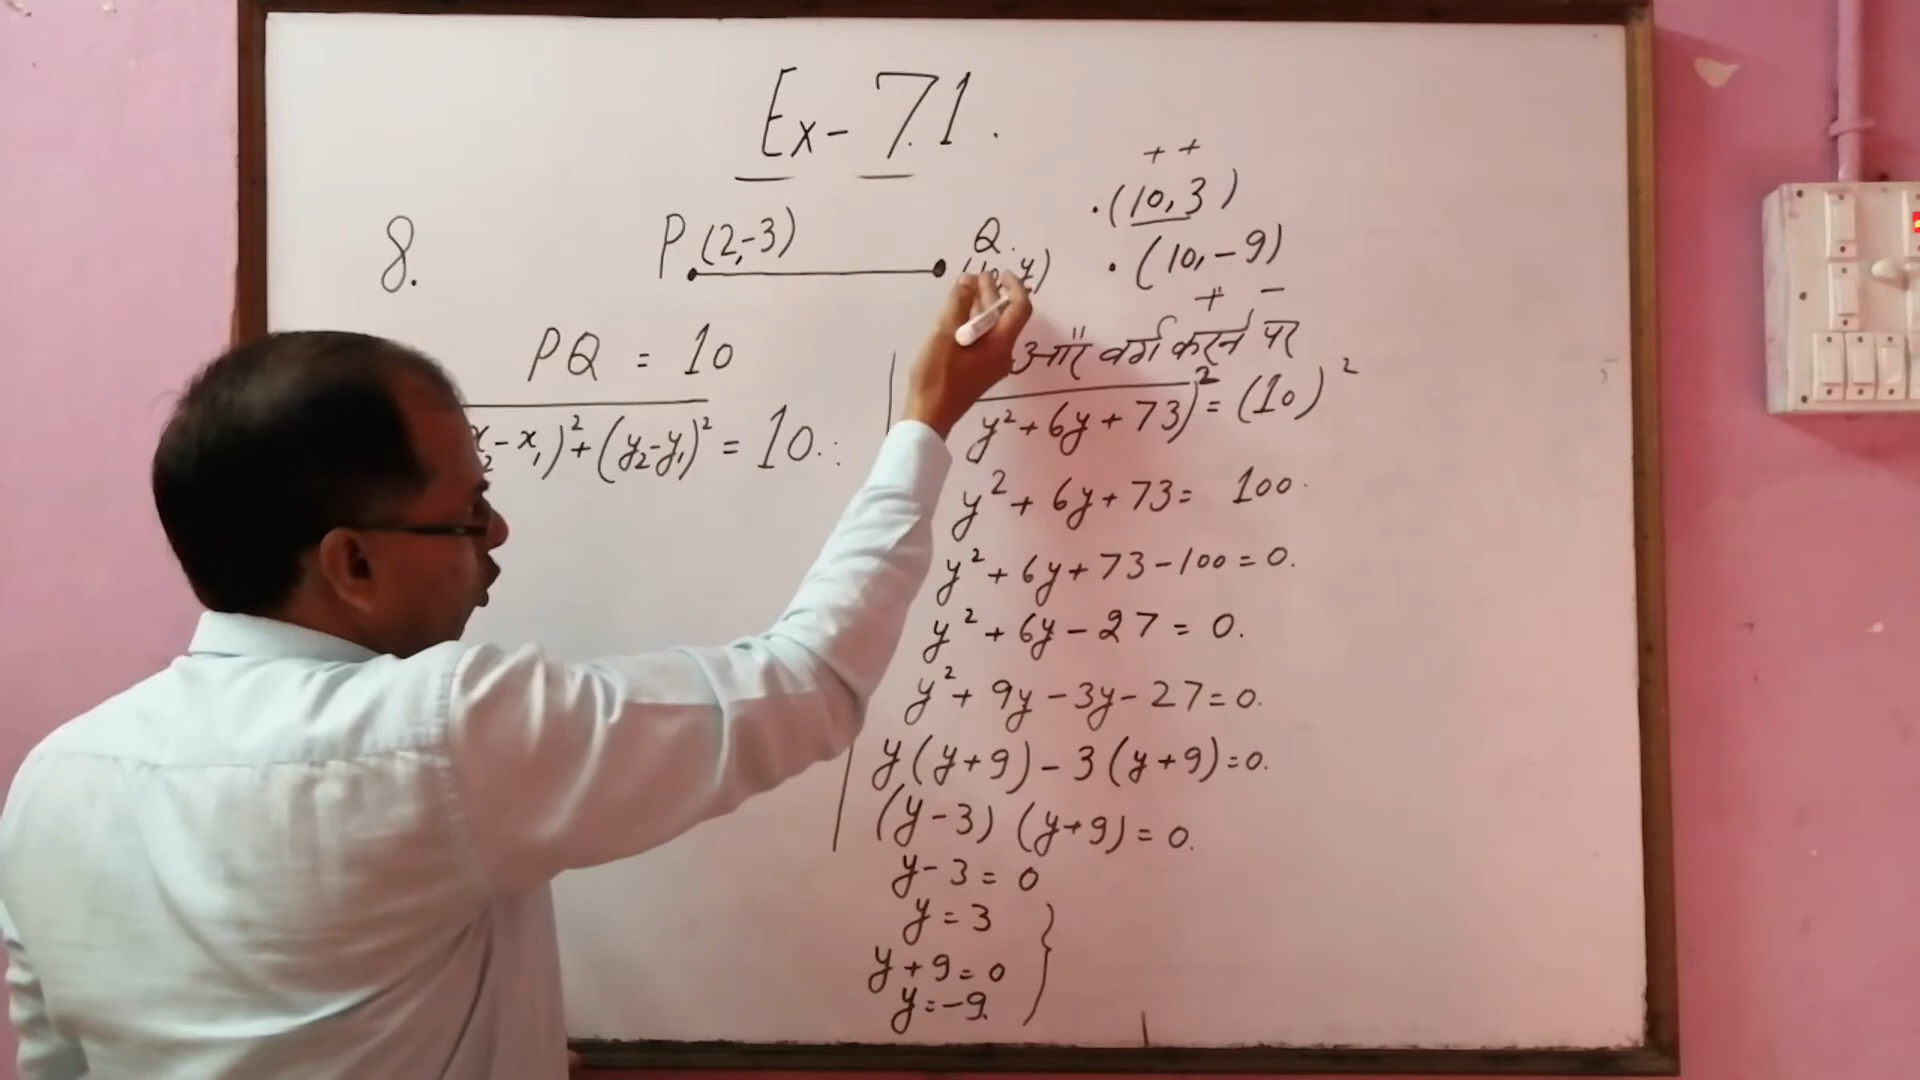 Ex- 7.1.
8.
P (2,-3)
Q.
(10, y)
++
.(10, 3)
.(10, -9)
+ -
PQ = 10
x₂-x₁)²+(y₂-y₁)² = 10.
ओर वर्ग करने पर
y²+6y+73)² = (10)²
y²+6y+73= 100.
y²+6y+73-100=0.
y²+6y-27=0.
y²+9y-3y-27=0.
y(y+9)-3(y+9)=0.
(y-3)(y+9)=0.
y-3=0
y=3
y+9=0
y=-9.